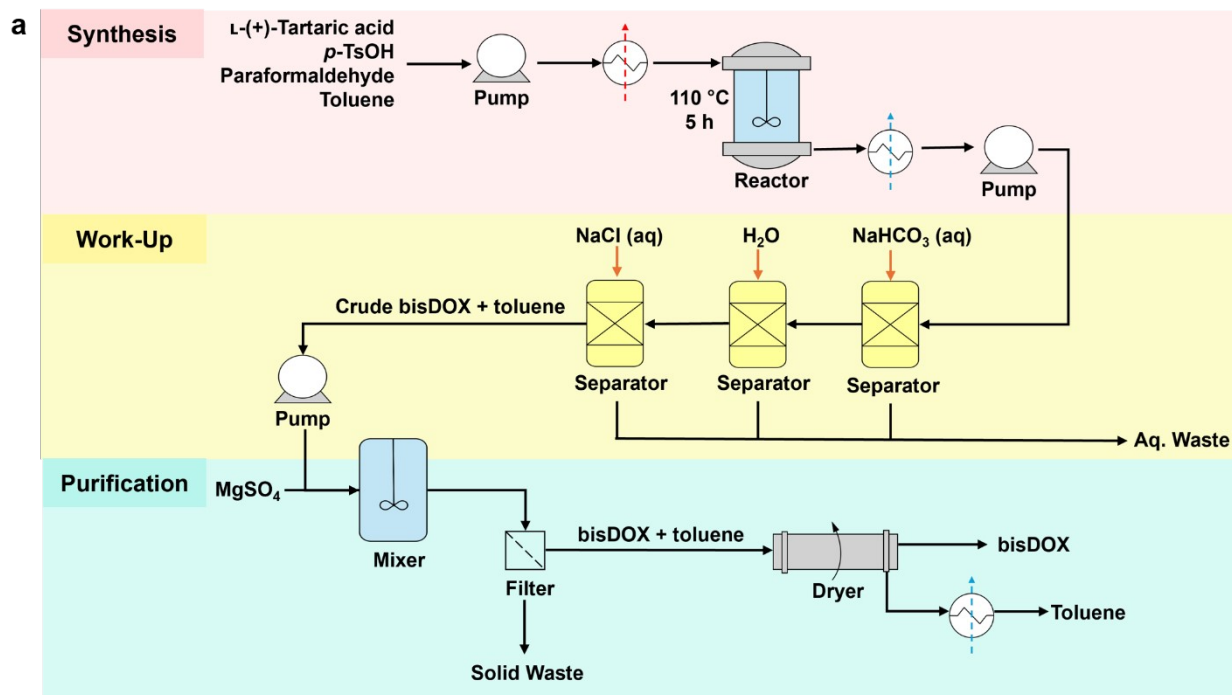 a
Synthesis
L-(+)-Tartaric acid
p-TsOH
Paraformaldehyde
Toluene
Pump
110 °C
5 h
Reactor
Pump
Work-Up
NaCl (aq)
H₂O
NaHCO₃ (aq)
Crude bisDOX + toluene
Separator
Separator
Separator
Pump
Aq. Waste
Purification
MgSO₄
Mixer
bisDOX + toluene
Filter
Dryer
bisDOX
Toluene
Solid Waste